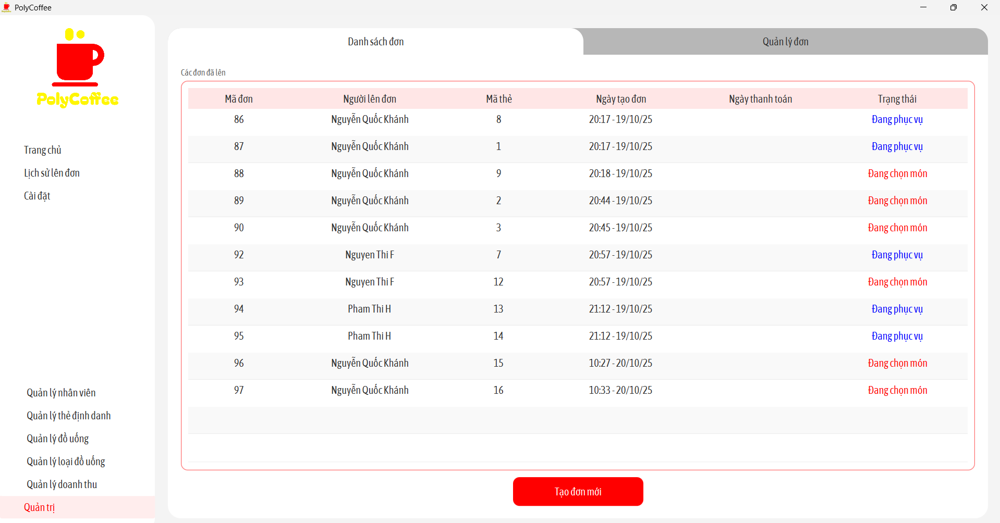 PolyCoffee
PolyCoffee
Trang chủ
Lịch sử lên đơn
Cài đặt
Quản lý nhân viên
Quản lý thẻ định danh
Quản lý đồ uống
Quản lý loại đồ uống
Quản lý doanh thu
Quản trị
Danh sách đơn Quản lý đơn
Các đơn đã lên
Mã đơn Người lên đơn Mã thẻ Ngày tạo đơn Ngày thanh toán Trạng thái
86 Nguyễn Quốc Khánh 8 20:17 - 19/10/25 Đang phục vụ
87 Nguyễn Quốc Khánh 1 20:17 - 19/10/25 Đang phục vụ
88 Nguyễn Quốc Khánh 9 20:18 - 19/10/25 Đang chọn món
89 Nguyễn Quốc Khánh 2 20:44 - 19/10/25 Đang chọn món
90 Nguyễn Quốc Khánh 3 20:45 - 19/10/25 Đang chọn món
92 Nguyen Thi F 7 20:57 - 19/10/25 Đang phục vụ
93 Nguyen Thi F 12 20:57 - 19/10/25 Đang chọn món
94 Pham Thi H 13 21:12 - 19/10/25 Đang phục vụ
95 Pham Thi H 14 21:12 - 19/10/25 Đang phục vụ
96 Nguyễn Quốc Khánh 15 10:27 - 20/10/25 Đang chọn món
97 Nguyễn Quốc Khánh 16 10:33 - 20/10/25 Đang chọn món
Tạo đơn mới